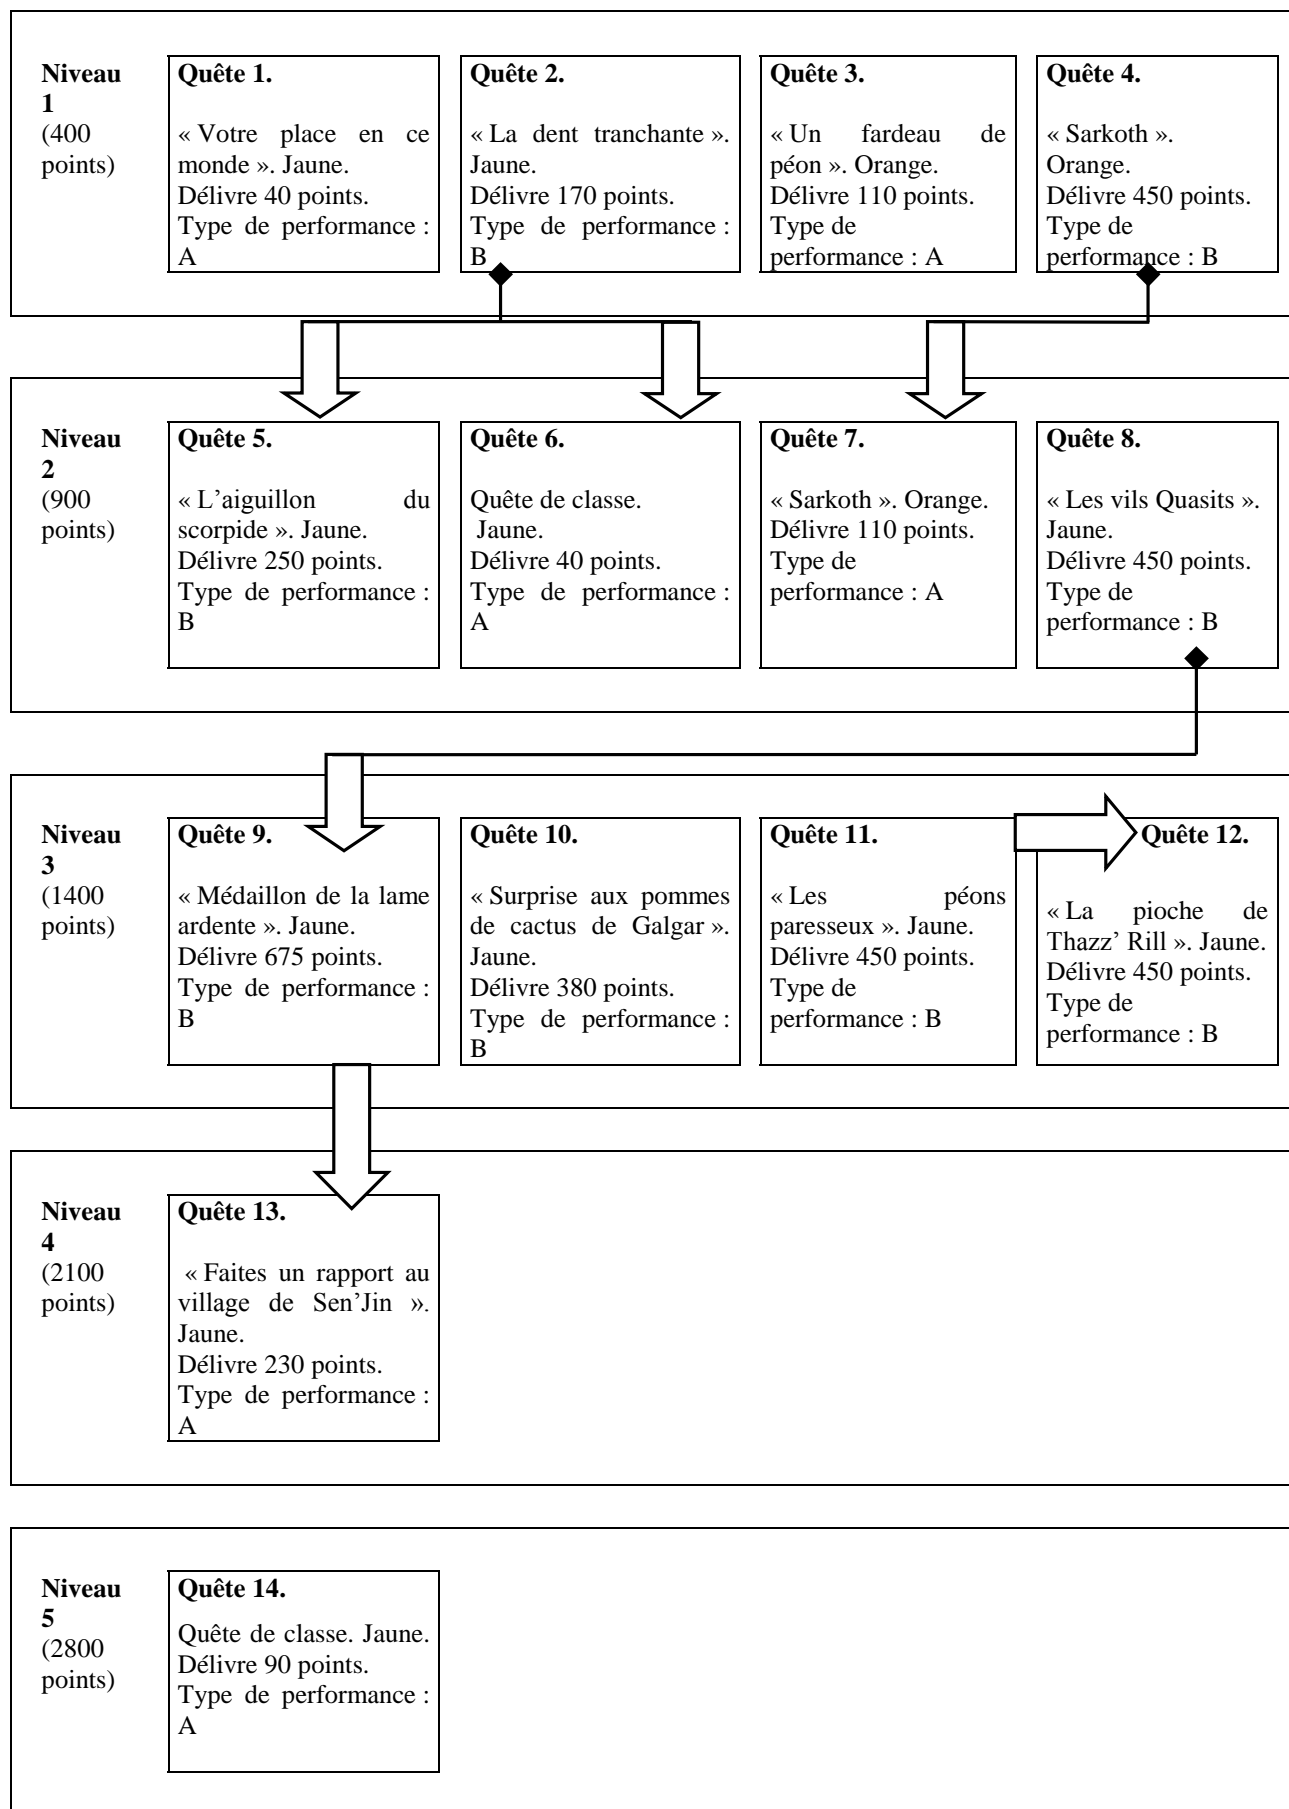 Niveau
1
(400
points)
Quête 1.
« Votre place en ce
monde ». Jaune.
Délivre 40 points.
Type de performance :
A
Quête 2.
« La dent tranchante ».
Jaune.
Délivre 170 points.
Type de performance :
B
Quête 3.
« Un fardeau de
péon ». Orange.
Délivre 110 points.
Type de
performance : A
Quête 4.
« Sarkoth ».
Orange.
Délivre 450 points.
Type de
performance : B
Niveau
2
(900
points)
Quête 5.
« L’aiguillon du
scorpide ». Jaune.
Délivre 250 points.
Type de performance :
B
Quête 6.
Quête de classe.
Jaune.
Délivre 40 points.
Type de performance :
A
Quête 7.
« Sarkoth ». Orange.
Délivre 110 points.
Type de
performance : A
Quête 8.
« Les vils Quasits ».
Jaune.
Délivre 450 points.
Type de
performance : B
Niveau
3
(1400
points)
Quête 9.
« Médaillon de la lame
ardente ». Jaune.
Délivre 675 points.
Type de performance :
B
Quête 10.
« Surprise aux pommes
de cactus de Galgar ».
Jaune.
Délivre 380 points.
Type de performance :
B
Quête 11.
« Les péons
paresseux ». Jaune.
Délivre 450 points.
Type de
performance : B
Quête 12.
« La pioche de
Thazz’ Rill ». Jaune.
Délivre 450 points.
Type de
performance : B
Niveau
4
(2100
points)
Quête 13.
« Faites un rapport au
village de Sen’Jin ».
Jaune.
Délivre 230 points.
Type de performance :
A
Niveau
5
(2800
points)
Quête 14.
Quête de classe. Jaune.
Délivre 90 points.
Type de performance :
A